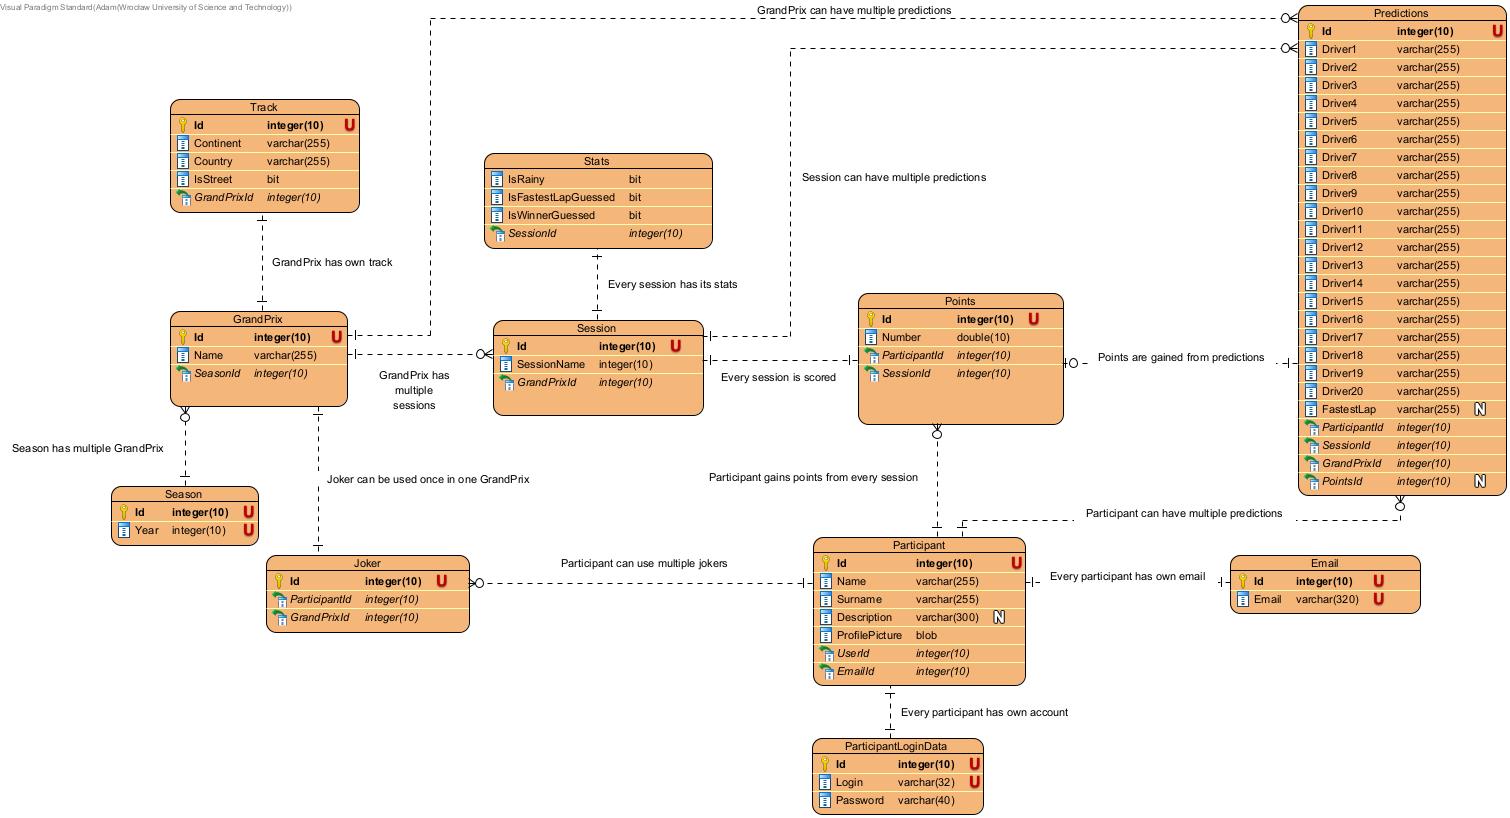 Visual Paradigm Standard(Adam(Wrocław University of Science and Technology))
GrandPrix can have multiple predictions
Predictions
Id integer(10) U
Driver1 varchar(255)
Driver2 varchar(255)
Driver3 varchar(255)
Driver4 varchar(255)
Driver5 varchar(255)
Driver6 varchar(255)
Driver7 varchar(255)
Driver8 varchar(255)
Driver9 varchar(255)
Driver10 varchar(255)
Driver11 varchar(255)
Driver12 varchar(255)
Driver13 varchar(255)
Driver14 varchar(255)
Driver15 varchar(255)
Driver16 varchar(255)
Driver17 varchar(255)
Driver18 varchar(255)
Driver19 varchar(255)
Driver20 varchar(255)
FastestLap varchar(255) N
ParticipantId integer(10)
SessionId integer(10)
GrandPrixId integer(10)
PointsId integer(10) N
Track
Id integer(10) U
Continent varchar(255)
Country varchar(255)
IsStreet bit
GrandPrixId integer(10)
Stats
IsRainy bit
IsFastestLapGuessed bit
IsWinnerGuessed bit
SessionId integer(10)
Session can have multiple predictions
GrandPrix has own track
Every session has its stats
GrandPrix
Id integer(10) U
Name varchar(255)
SeasonId integer(10)
GrandPrix has
multiple
sessions
Session
Id integer(10) U
SessionName integer(10)
GrandPrixId integer(10)
Every session is scored
Points
Id integer(10) U
Number double(10)
ParticipantId integer(10)
SessionId integer(10)
Points are gained from predictions
Season has multiple GrandPrix
Joker can be used once in one GrandPrix
Participant gains points from every session
Participant can have multiple predictions
Season
Id integer(10) U
Year integer(10) U
Joker
Id integer(10) U
ParticipantId integer(10)
GrandPrixId integer(10)
Participant can use multiple jokers
Participant
Id integer(10) U
Name varchar(255)
Surname varchar(255)
Description varchar(300) N
ProfilePicture blob
UserId integer(10)
EmailId integer(10)
Every participant has own email
Email
Id integer(10) U
Email varchar(320) U
Every participant has own account
ParticipantLoginData
Id integer(10) U
Login varchar(32) U
Password varchar(40)